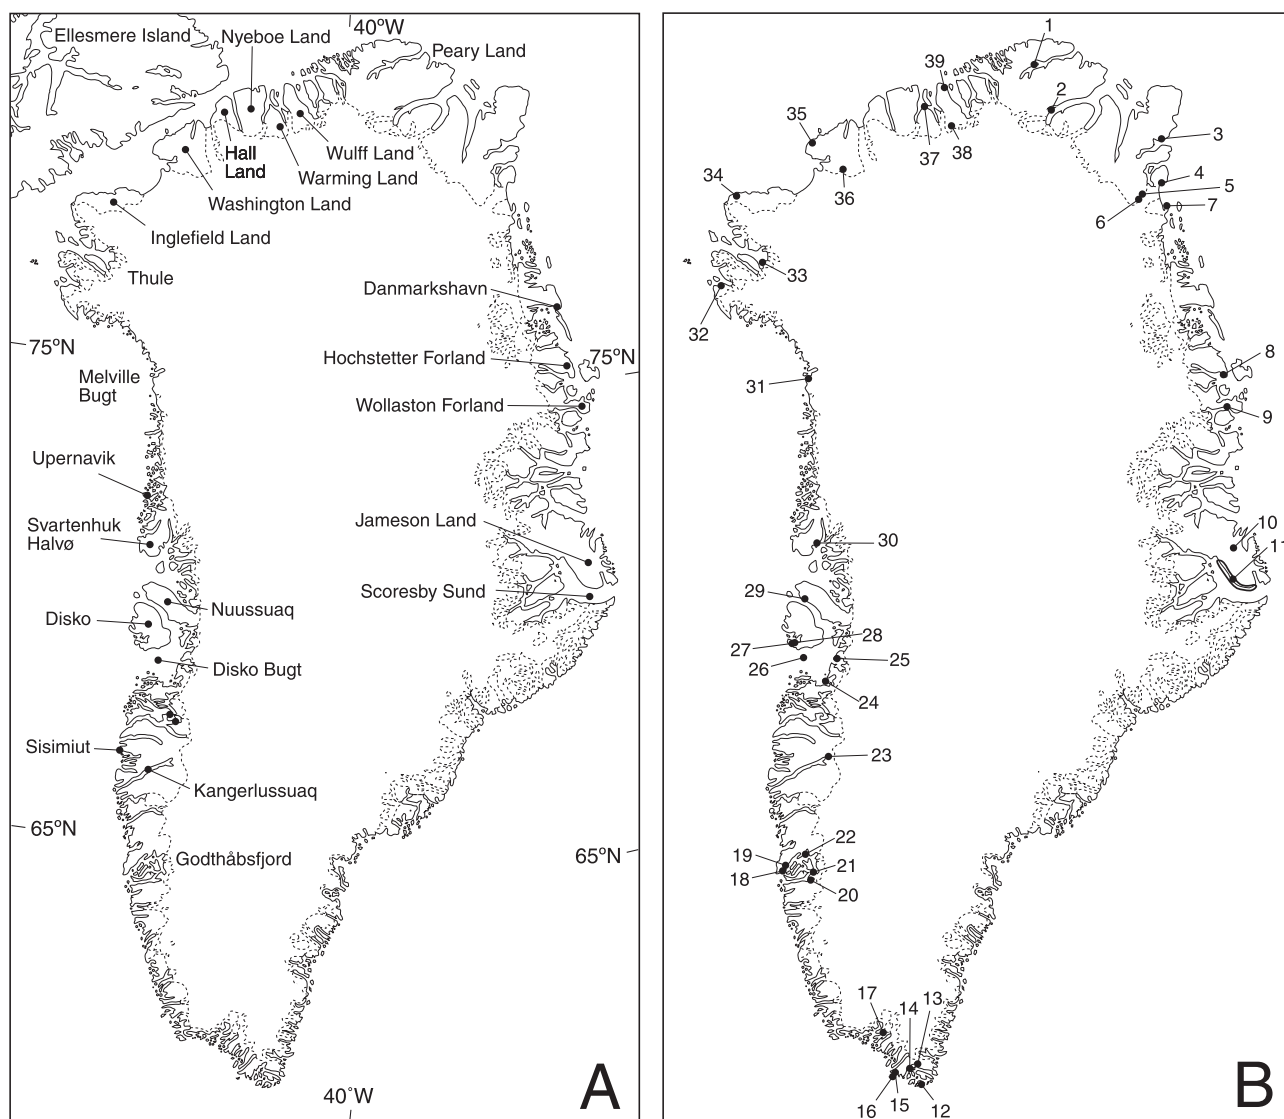 40°W
Ellesmere Island
Nyeboe Land
Peary Land
Hall
Land
Wulff Land
Warming Land
Washington Land
Inglefield Land
Thule
Danmarkshavn
75°N
Hochstetter Forland
75°N
Melville
Bugt
Wollaston Forland
Upernavik
Svartenhuk
Halvø
Jameson Land
Scoresby Sund
Nuussuaq
Disko
Disko Bugt
Sisimiut
Kangerlussuaq
65°N
65°N
Godthåbsfjord
40°W
A
1
39
2
35
3
37
38
34
36
4
5
6
7
33
32
31
8
9
10
11
30
29
28
27
26
25
24
23
22
19
21
18
20
17
14
13
16
15
12
B